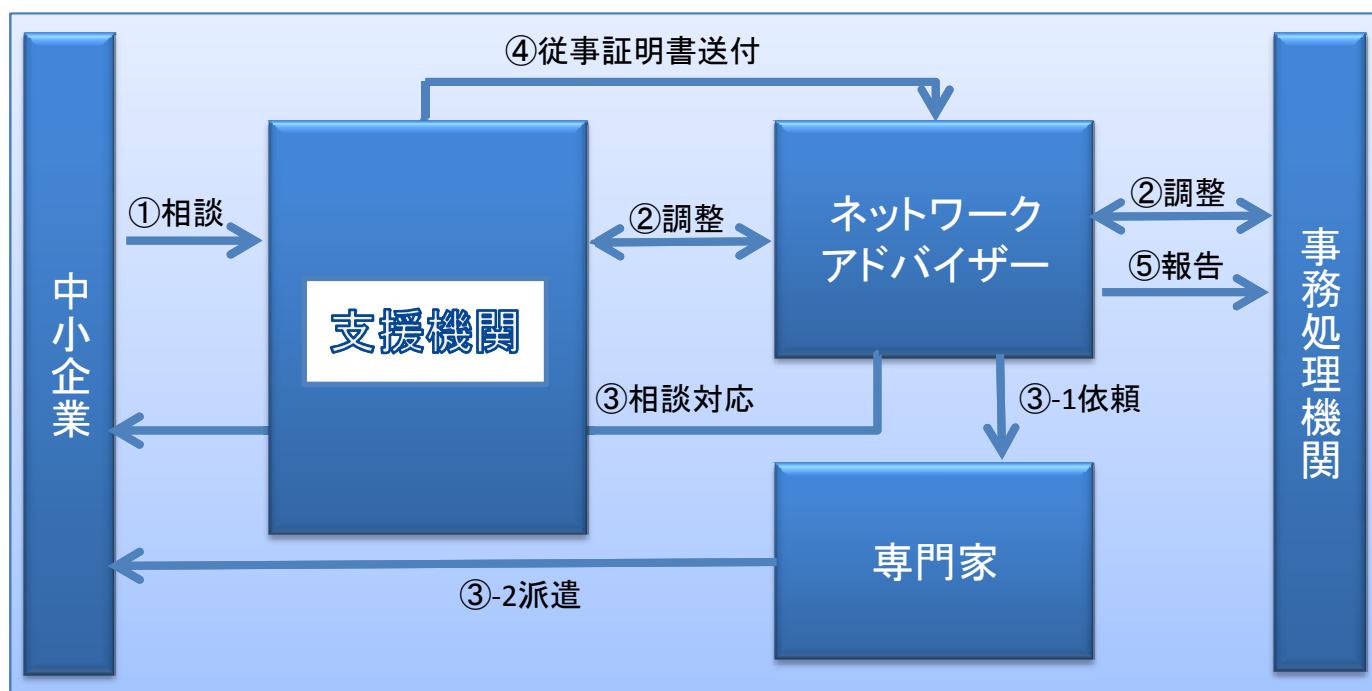 ④従事証明書送付
中小企業
①相談
支援機関
②調整
ネットワーク
アドバイザー
②調整
⑤報告
事務処理機関
③相談対応
③-1依頼
専門家
③-2派遣